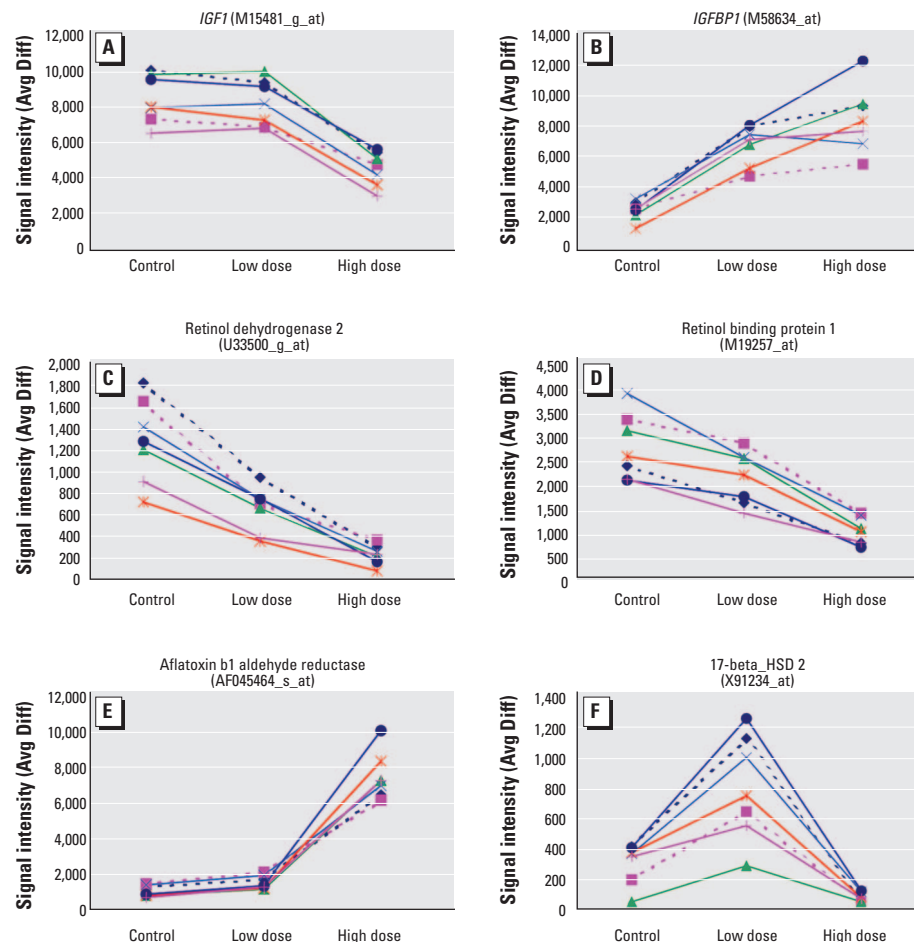 IGF1 (M15481_g_at)
A
Signal intensity (Avg Diff)
12,000
10,000
8,000
6,000
4,000
2,000
0
Control Low dose High dose
IGFBP1 (M58634_at)
B
Signal intensity (Avg Diff)
14,000
12,000
10,000
8,000
6,000
4,000
2,000
0
Control Low dose High dose
Retinol dehydrogenase 2
(U33500_g_at)
C
Signal intensity (Avg Diff)
2,000
1,800
1,600
1,400
1,200
1,000
800
600
400
200
0
Control Low dose High dose
Retinol binding protein 1
(M19257_at)
D
Signal intensity (Avg Diff)
4,500
4,000
3,500
3,000
2,500
2,000
1,500
1,000
500
0
Control Low dose High dose
Aflatoxin b1 aldehyde reductase
(AF045464_s_at)
E
Signal intensity (Avg Diff)
12,000
10,000
8,000
6,000
4,000
2,000
0
Control Low dose High dose
17-beta_HSD 2
(X91234_at)
F
Signal intensity (Avg Diff)
1,400
1,200
1,000
800
600
400
200
0
Control Low dose High dose